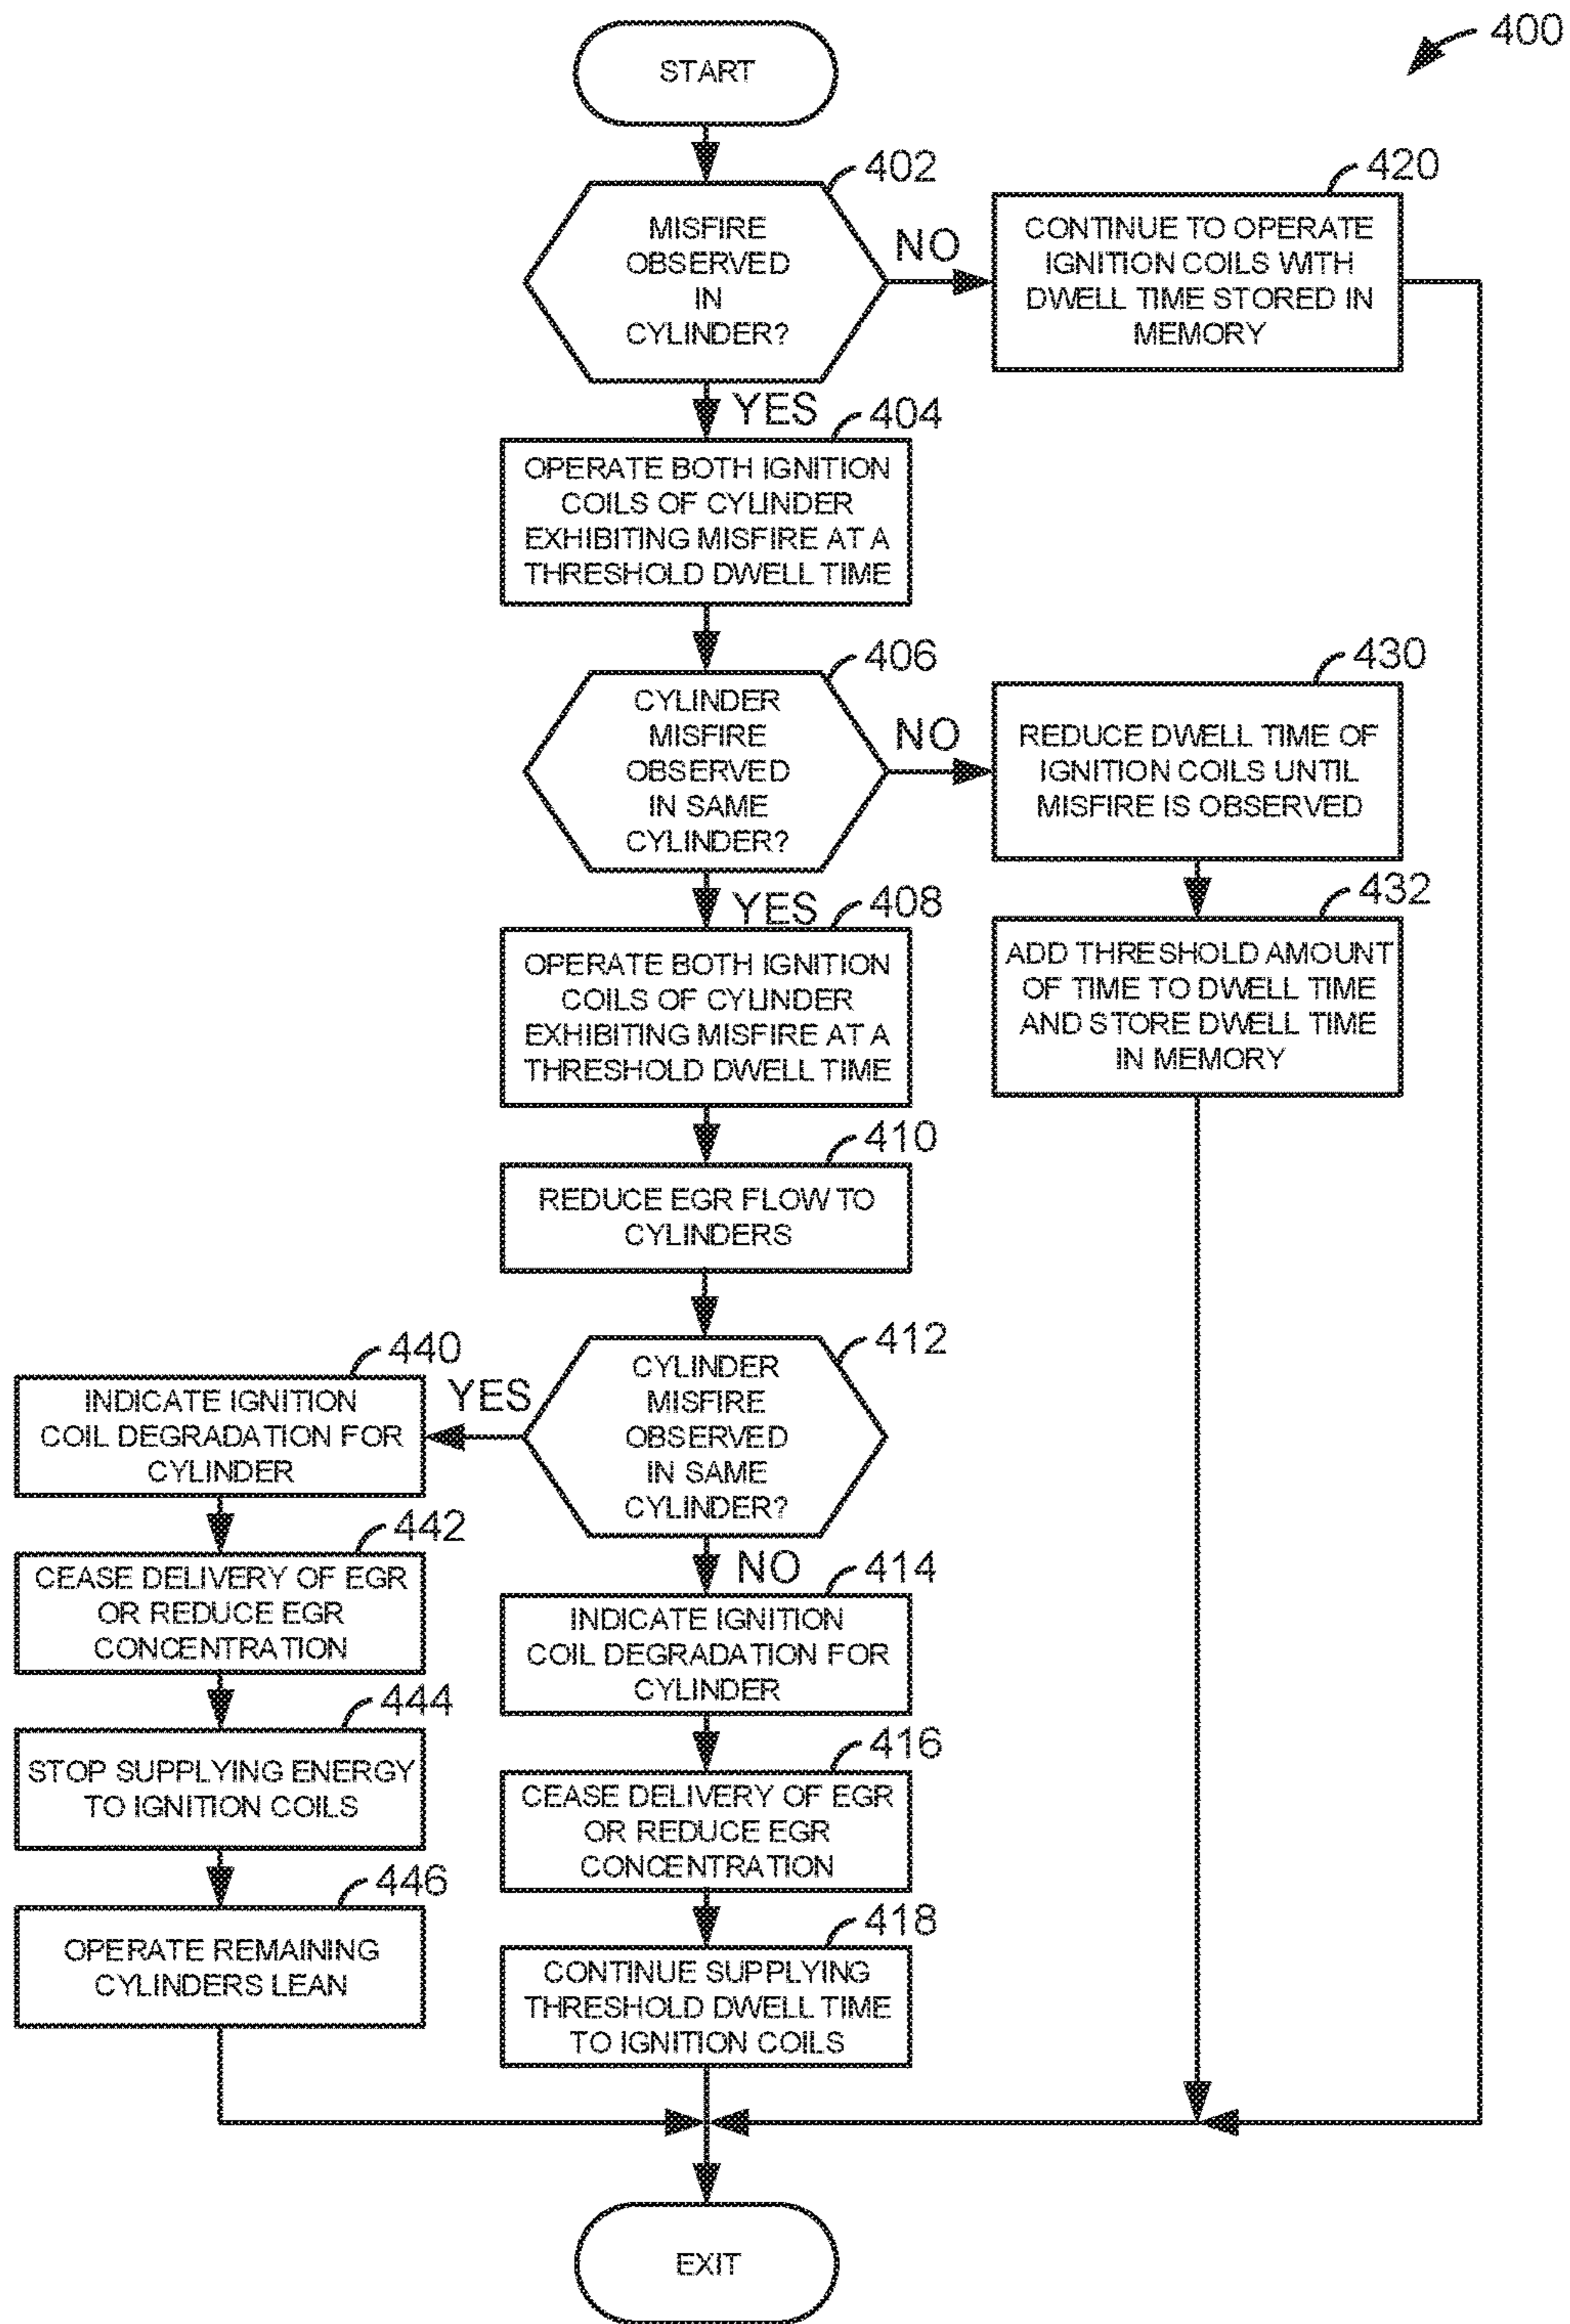 400
START
402
MISFIRE
OBSERVED
IN
CYLINDER?
NO
420
CONTINUE TO OPERATE
IGNITION COILS WITH
DWELL TIME STORED IN
MEMORY
YES
404
OPERATE BOTH IGNITION
COILS OF CYLINDER
EXHIBITING MISFIRE AT A
THRESHOLD DWELL TIME
406
CYLINDER
MISFIRE
OBSERVED
IN SAME
CYLINDER?
NO
430
REDUCE DWELL TIME OF
IGNITION COILS UNTIL
MISFIRE IS OBSERVED
432
ADD THRESHOLD AMOUNT
OF TIME TO DWELL TIME
AND STORE DWELL TIME
IN MEMORY
YES
408
OPERATE BOTH IGNITION
COILS OF CYLINDER
EXHIBITING MISFIRE AT A
THRESHOLD DWELL TIME
410
REDUCE EGR FLOW TO
CYLINDERS
412
CYLINDER
MISFIRE
OBSERVED
IN SAME
CYLINDER?
YES
440
INDICATE IGNITION
COIL DEGRADATION FOR
CYLINDER
442
CEASE DELIVERY OF EGR
OR REDUCE EGR
CONCENTRATION
444
STOP SUPPLYING ENERGY
TO IGNITION COILS
446
OPERATE REMAINING
CYLINDERS LEAN
NO
414
INDICATE IGNITION
COIL DEGRADATION FOR
CYLINDER
416
CEASE DELIVERY OF EGR
OR REDUCE EGR
CONCENTRATION
418
CONTINUE SUPPLYING
THRESHOLD DWELL TIME
TO IGNITION COILS
EXIT